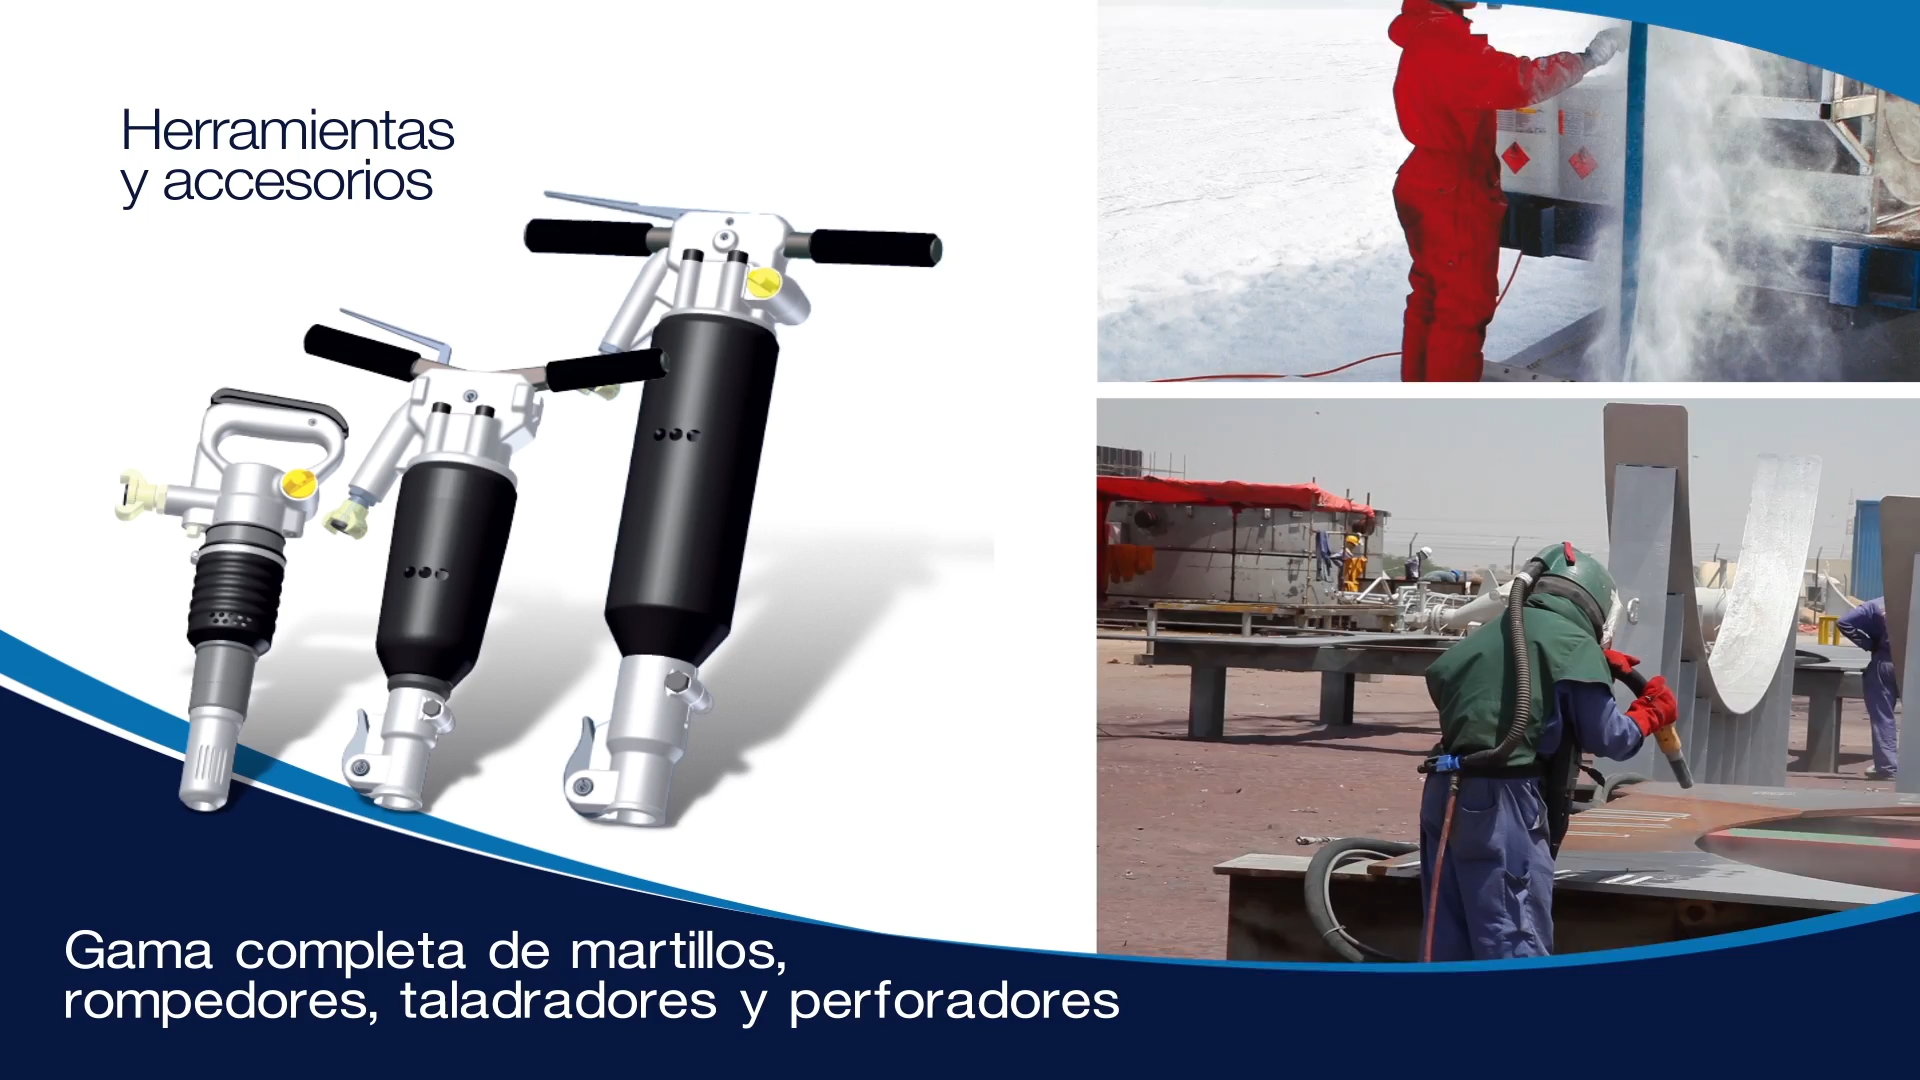 Herramientas
y accesorios
Gama completa de martillos,
rompedores, taladradores y perforadores